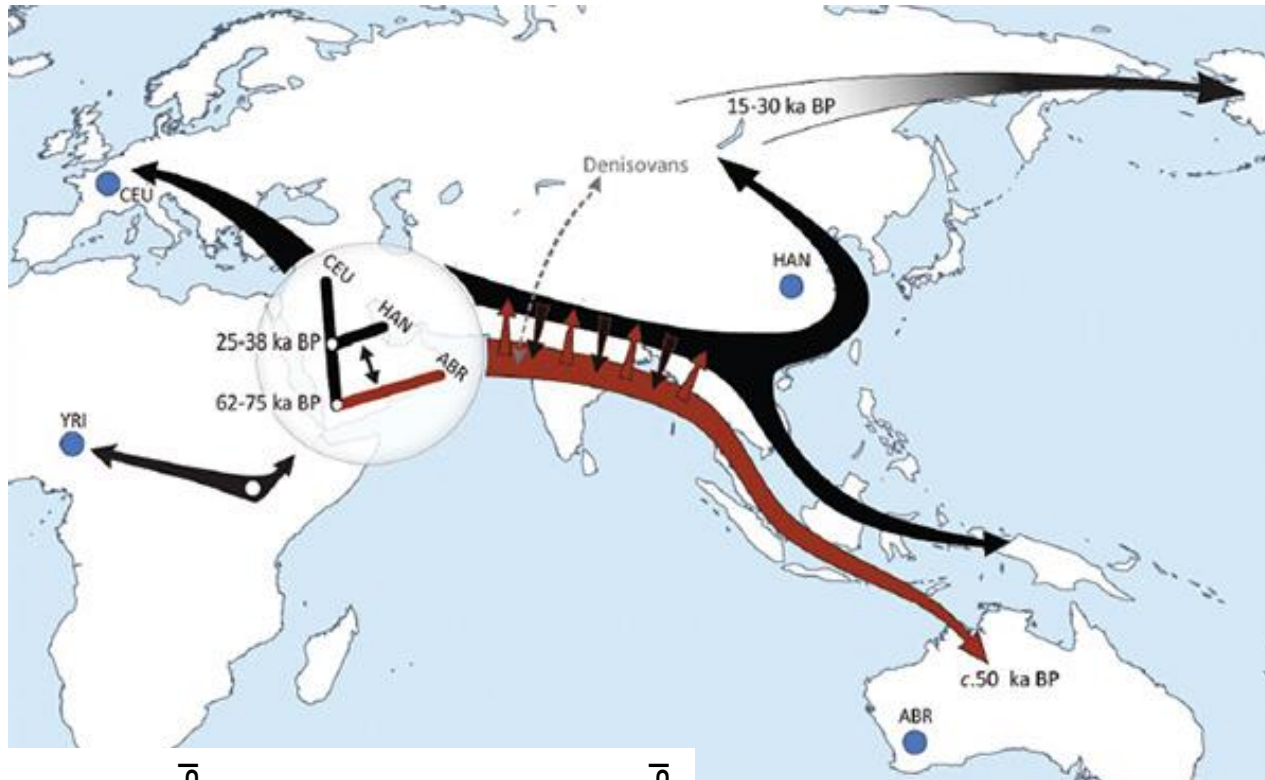 15-30 ka BP
Denisovans
CEU
HAN
CEU
HAN
25-38 ka BP
ABR
62-75 ka BP
YRI
c.50 ka BP
ABR